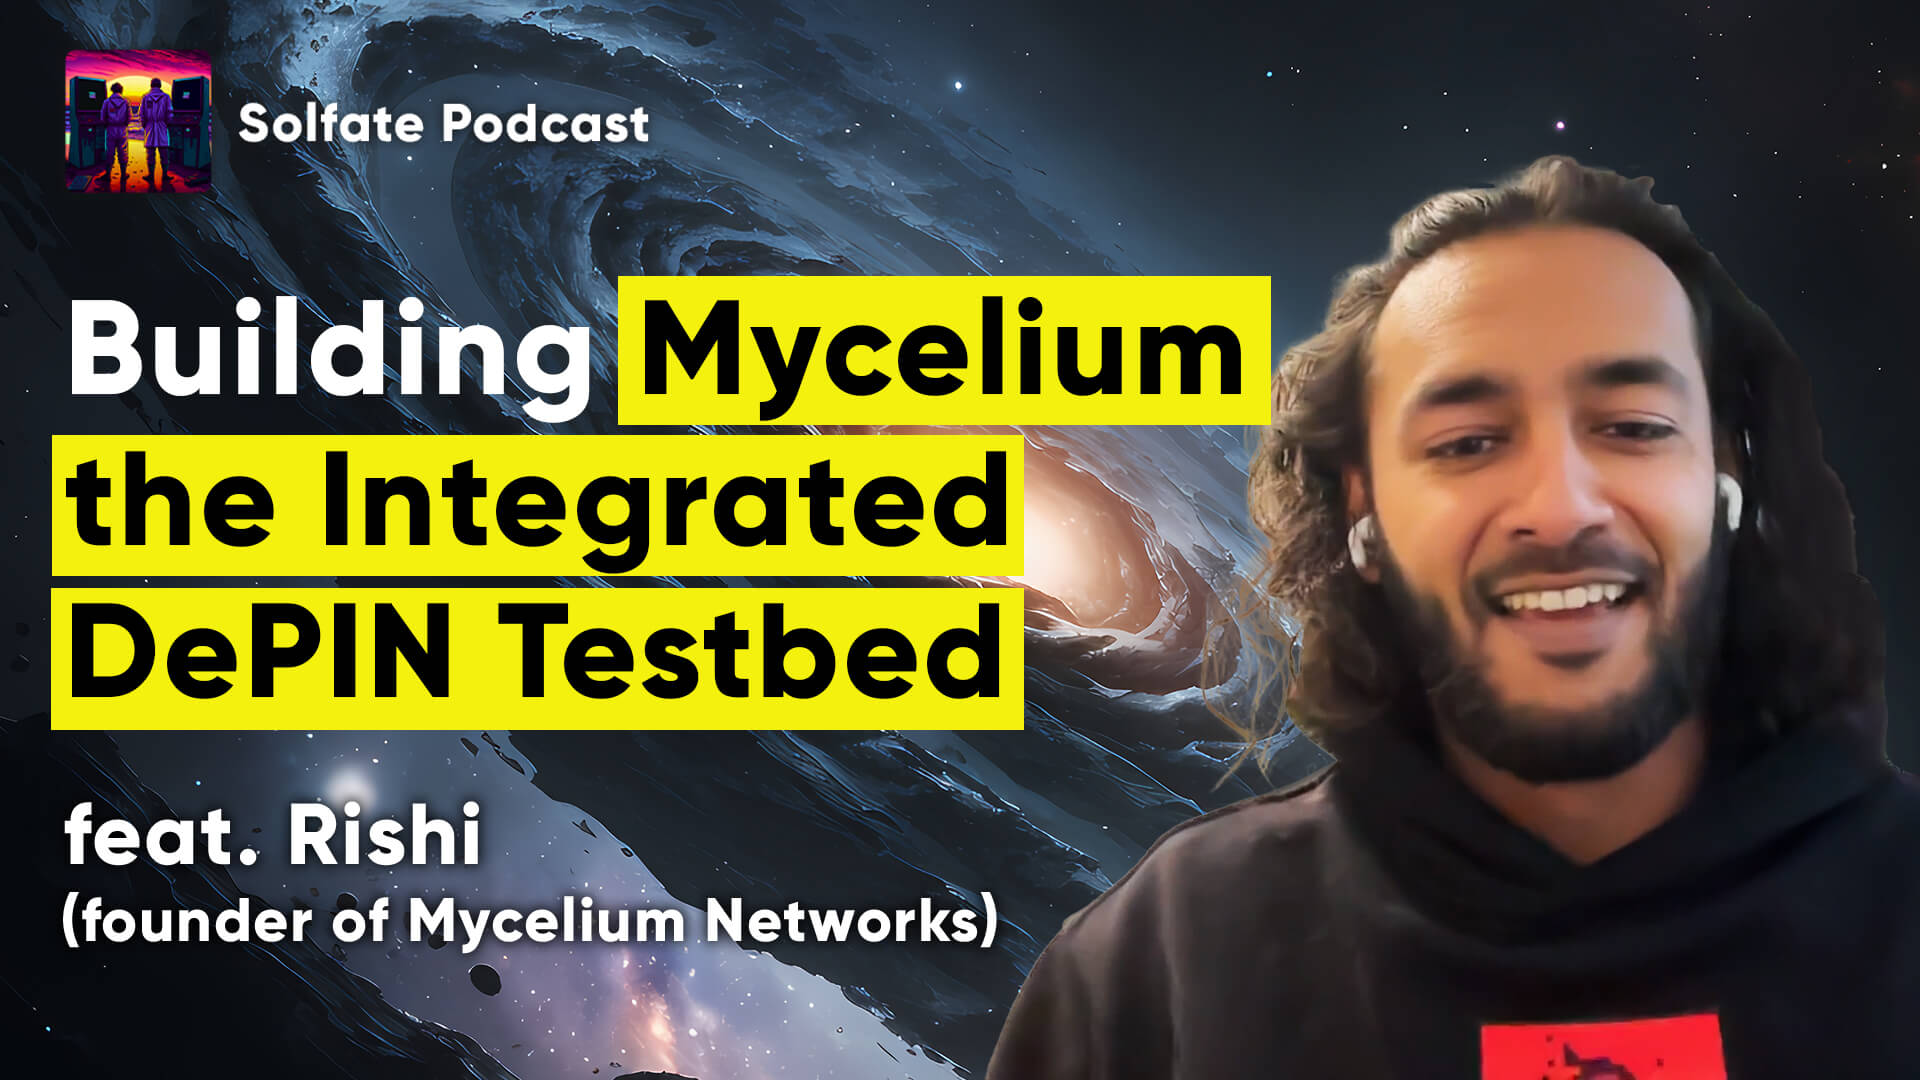 Solfate Podcast
Building Mycelium
the Integrated
DePIN Testbed
feat. Rishi
(founder of Mycelium Networks)